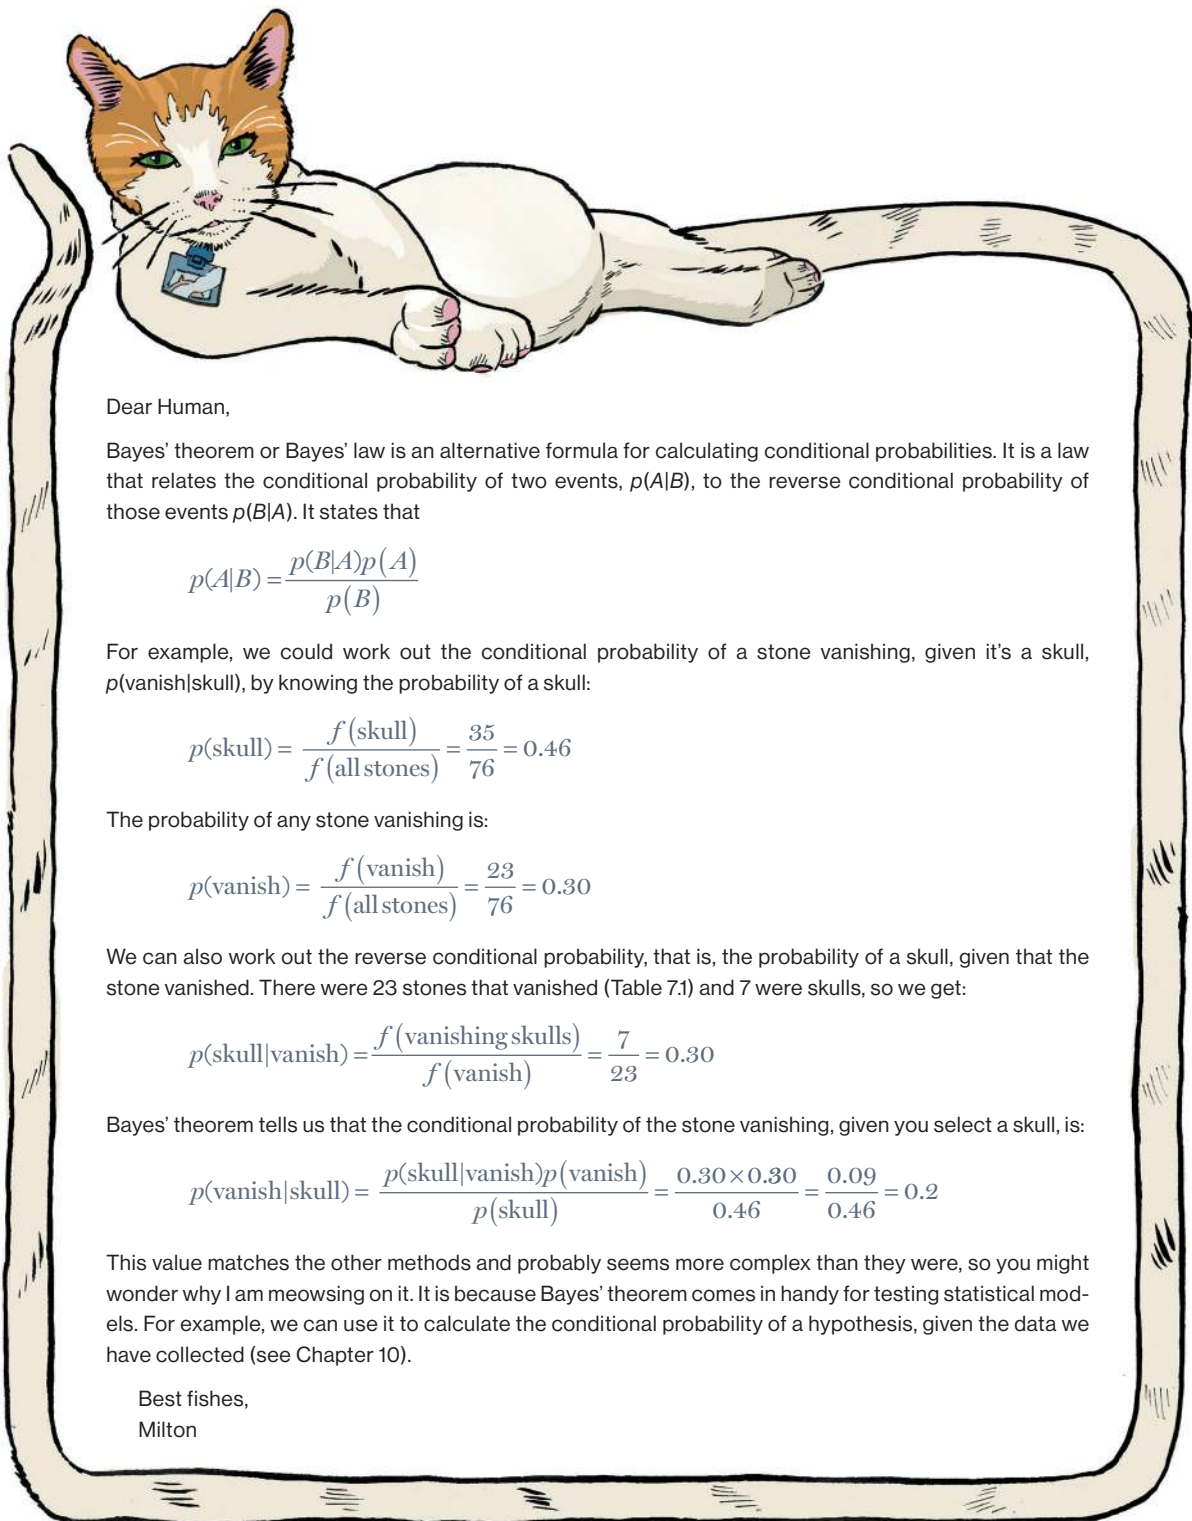 Dear Human,
Bayes' theorem or Bayes' law is an alternative formula for calculating conditional probabilities. It is a law
that relates the conditional probability of two events, p(A|B), to the reverse conditional probability of
those events p(B|A). It states that
p(A|B) = p(B|A)p(A) / p(B)
For example, we could work out the conditional probability of a stone vanishing, given it's a skull,
p(vanish|skull), by knowing the probability of a skull:
p(skull) = f(skull) / f(all stones) = 35 / 76 = 0.46
The probability of any stone vanishing is:
p(vanish) = f(vanish) / f(all stones) = 23 / 76 = 0.30
We can also work out the reverse conditional probability, that is, the probability of a skull, given that the
stone vanished. There were 23 stones that vanished (Table 7.1) and 7 were skulls, so we get:
p(skull|vanish) = f(vanishing skulls) / f(vanish) = 7 / 23 = 0.30
Bayes' theorem tells us that the conditional probability of the stone vanishing, given you select a skull, is:
p(vanish|skull) = p(skull|vanish)p(vanish) / p(skull) = 0.30 × 0.30 / 0.46 = 0.09 / 0.46 = 0.2
This value matches the other methods and probably seems more complex than they were, so you might
wonder why I am meowsing on it. It is because Bayes' theorem comes in handy for testing statistical mod-
els. For example, we can use it to calculate the conditional probability of a hypothesis, given the data we
have collected (see Chapter 10).
Best fishes,
Milton